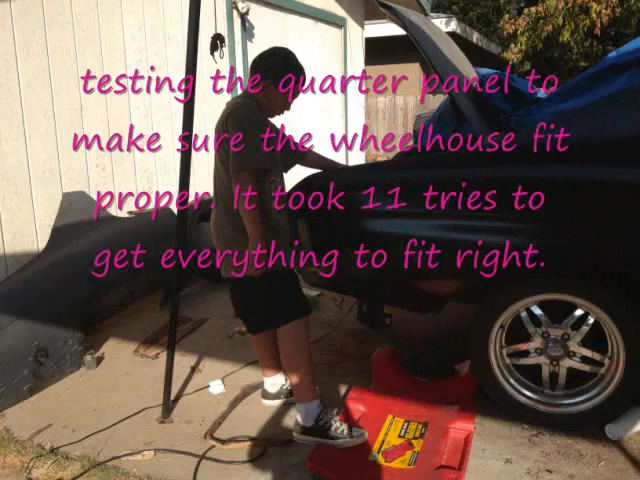 testing the quarter panel to
make sure the wheelhouse fit
proper. It took 11 tries to
get everything to fit right.